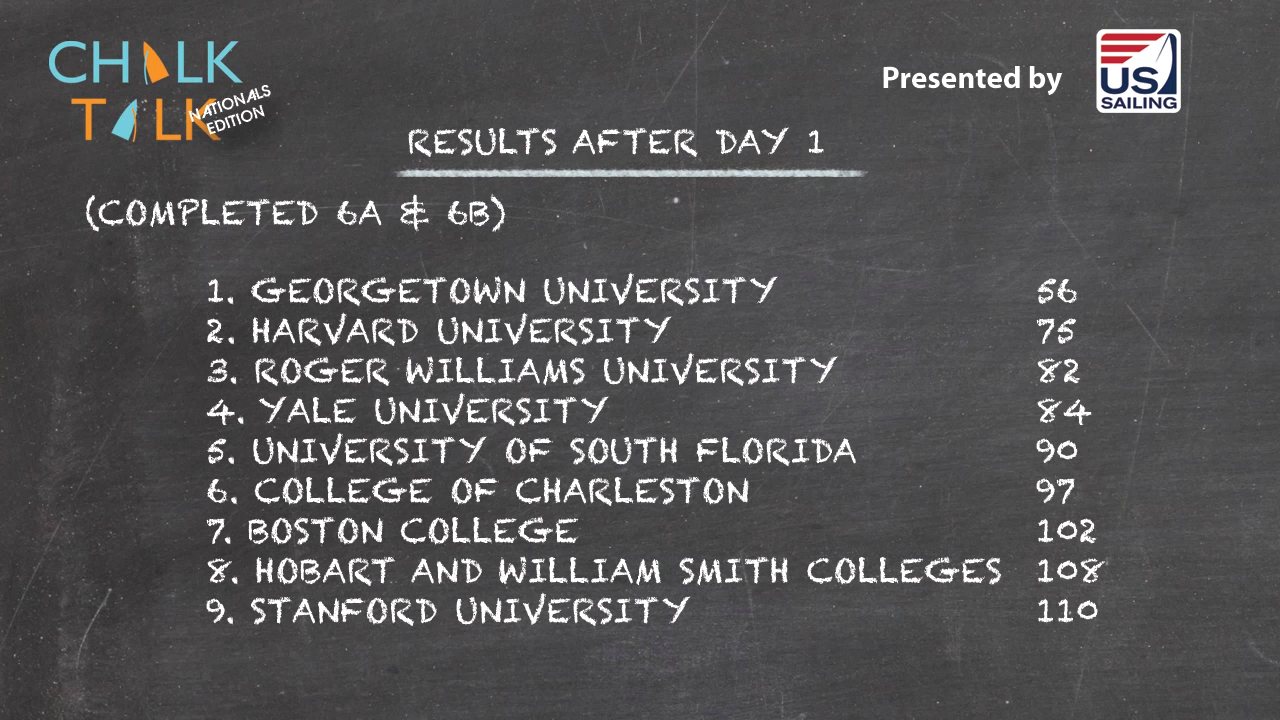 CHALK
TALK
NATIONALS
EDITION
Presented by
US
SAILING
RESULTS AFTER DAY 1
(COMPLETED 6A & 6B)
1. GEORGETOWN UNIVERSITY 56
2. HARVARD UNIVERSITY 75
3. ROGER WILLIAMS UNIVERSITY 82
4. YALE UNIVERSITY 84
5. UNIVERSITY OF SOUTH FLORIDA 90
6. COLLEGE OF CHARLESTON 97
7. BOSTON COLLEGE 102
8. HOBART AND WILLIAM SMITH COLLEGES 108
9. STANFORD UNIVERSITY 110